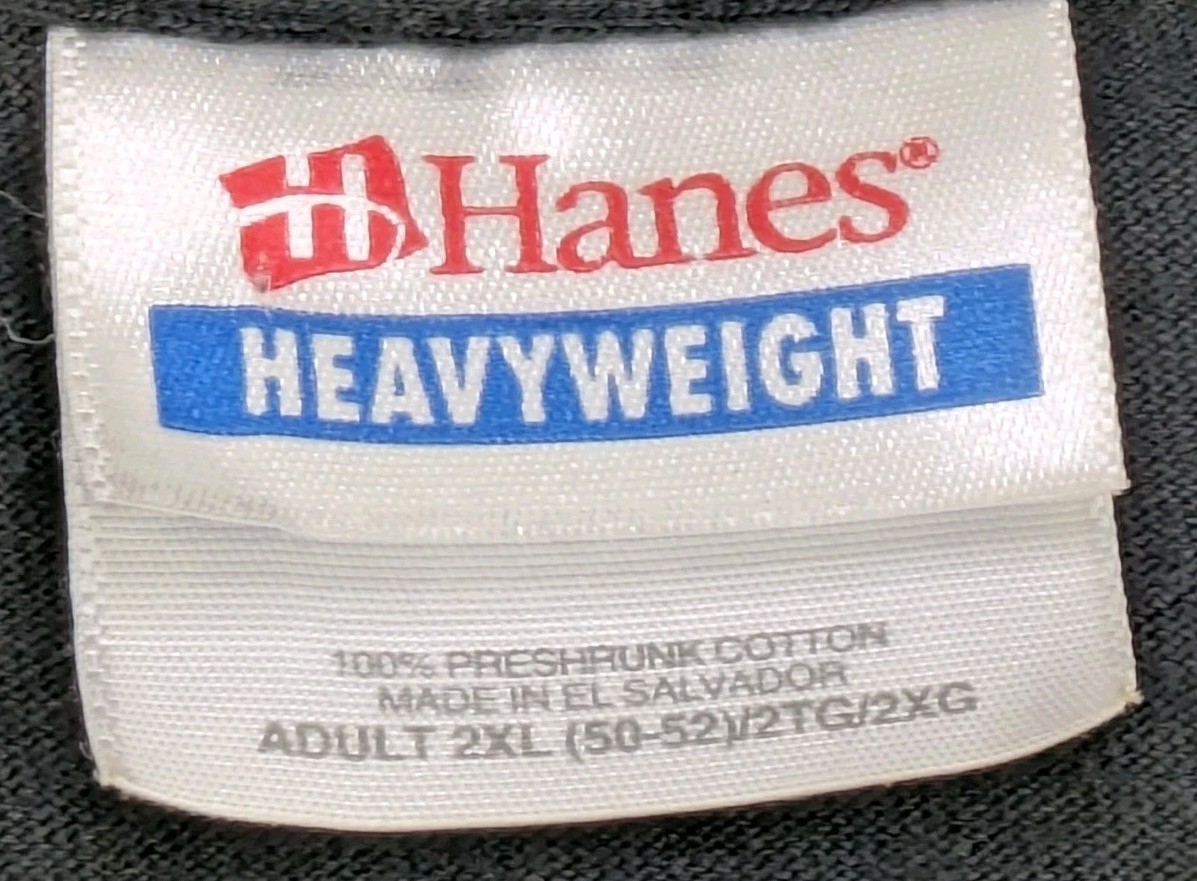 H Hanes®
HEAVYWEIGHT
100% PRESHRUNK COTTON
MADE IN EL SALVADOR
ADULT 2XL (50-52)/2TG/2XG